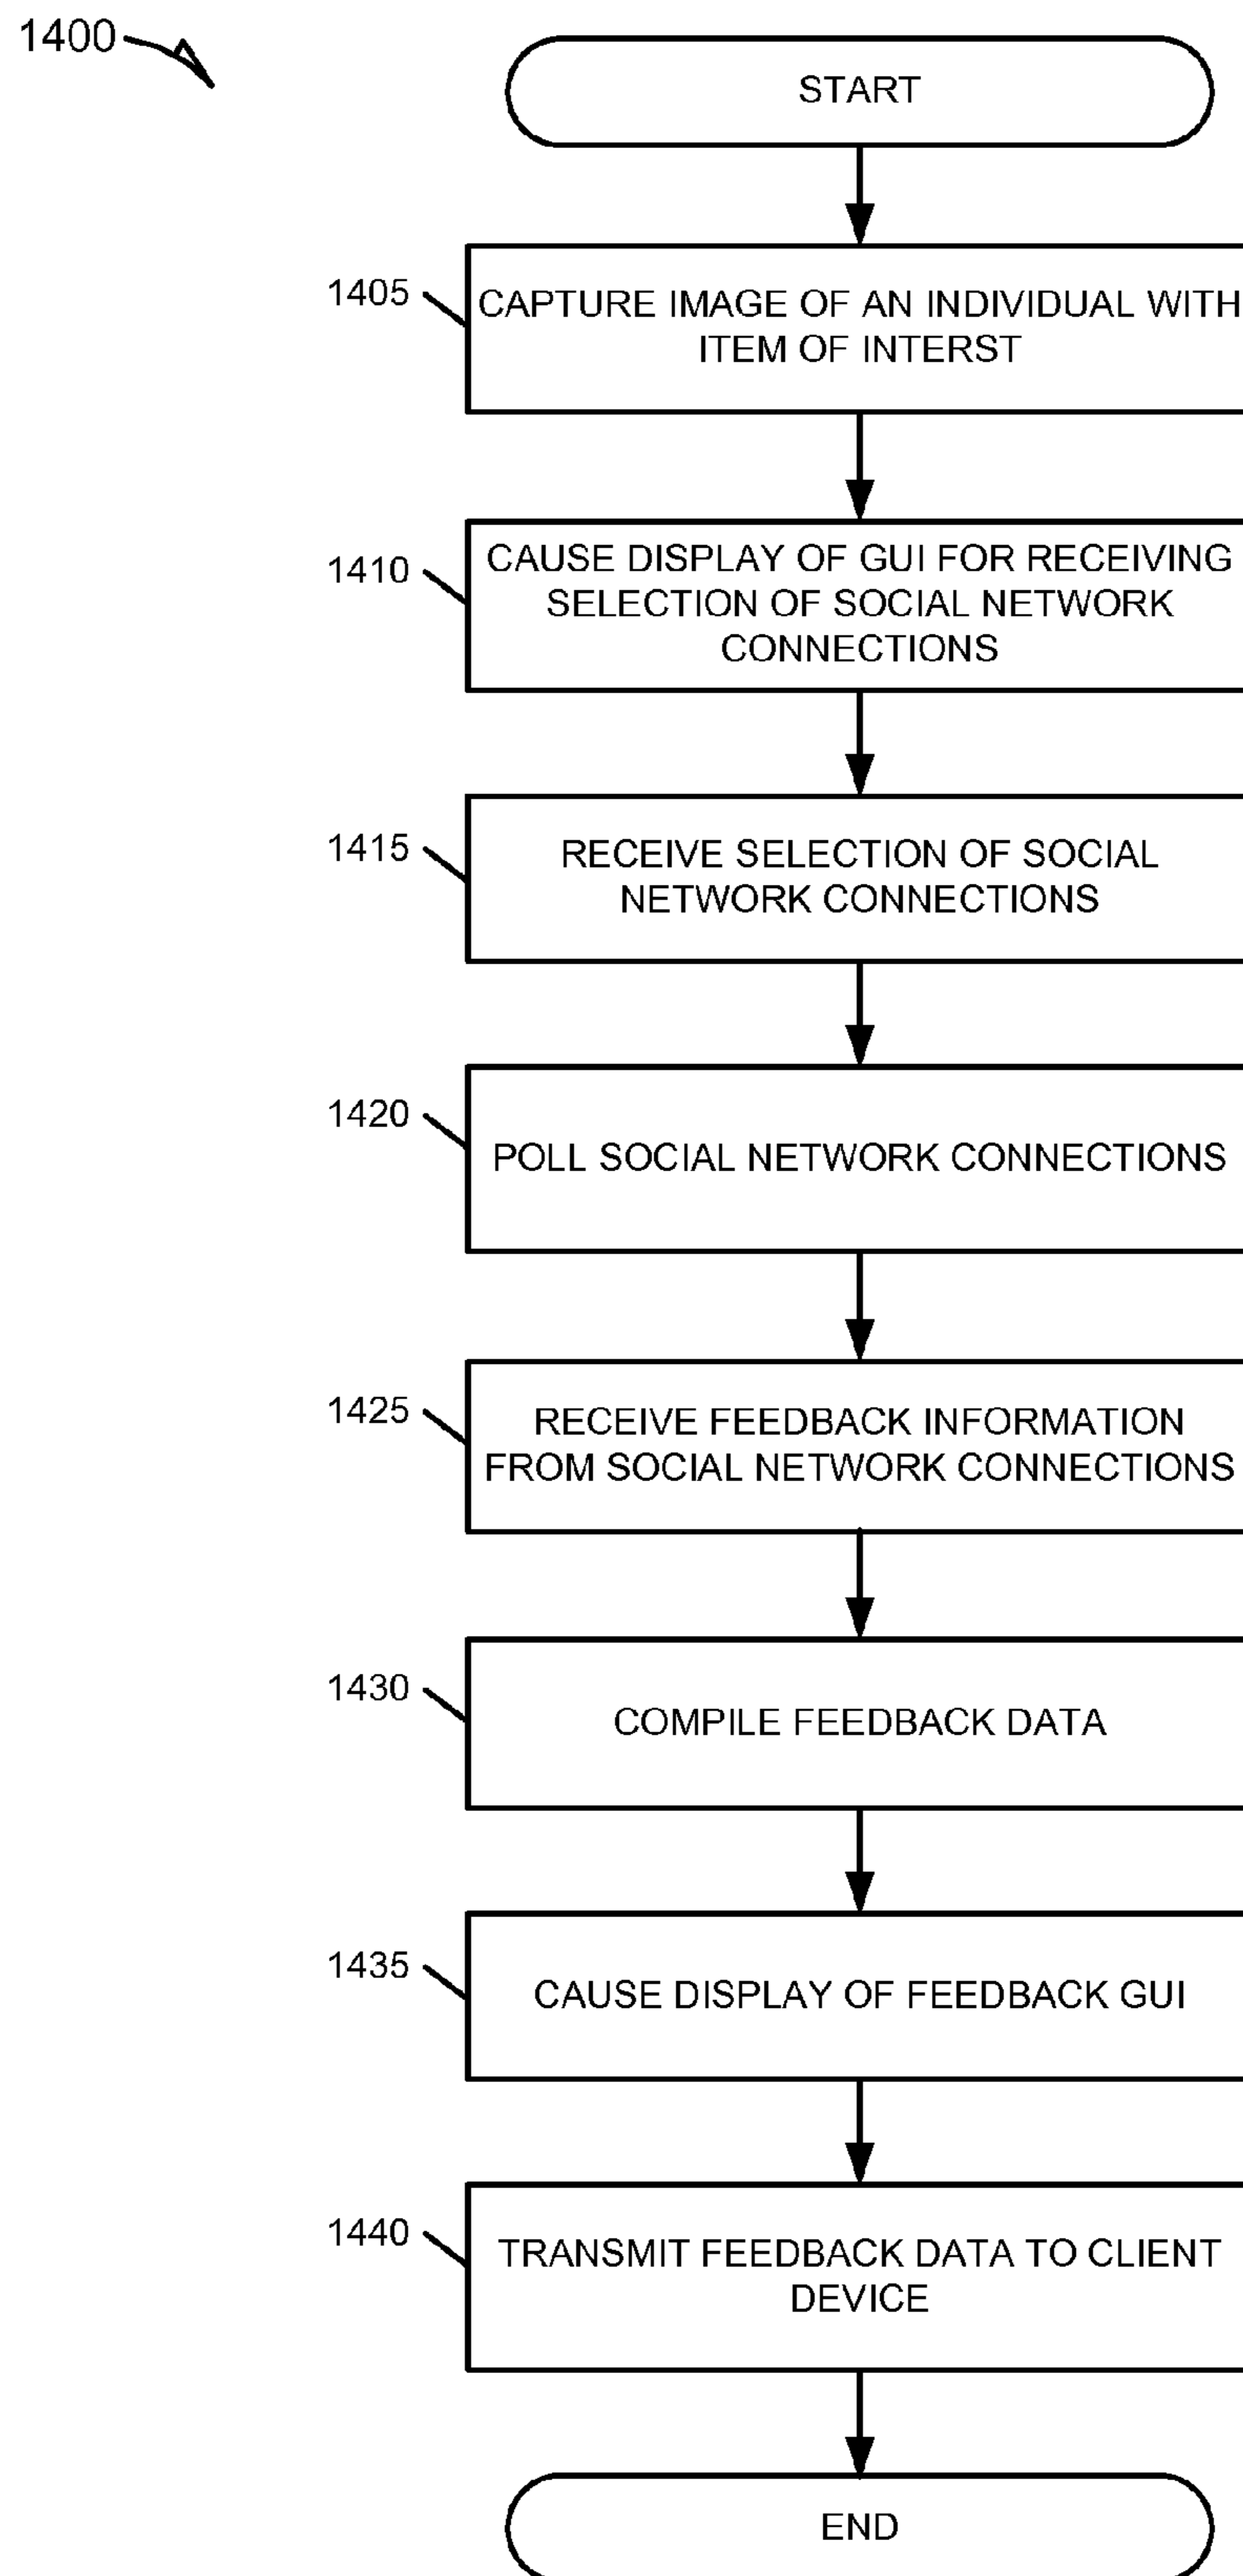 1400
START
1405
CAPTURE IMAGE OF AN INDIVIDUAL WITH
ITEM OF INTERST
1410
CAUSE DISPLAY OF GUI FOR RECEIVING
SELECTION OF SOCIAL NETWORK
CONNECTIONS
1415
RECEIVE SELECTION OF SOCIAL
NETWORK CONNECTIONS
1420
POLL SOCIAL NETWORK CONNECTIONS
1425
RECEIVE FEEDBACK INFORMATION
FROM SOCIAL NETWORK CONNECTIONS
1430
COMPILE FEEDBACK DATA
1435
CAUSE DISPLAY OF FEEDBACK GUI
1440
TRANSMIT FEEDBACK DATA TO CLIENT
DEVICE
END